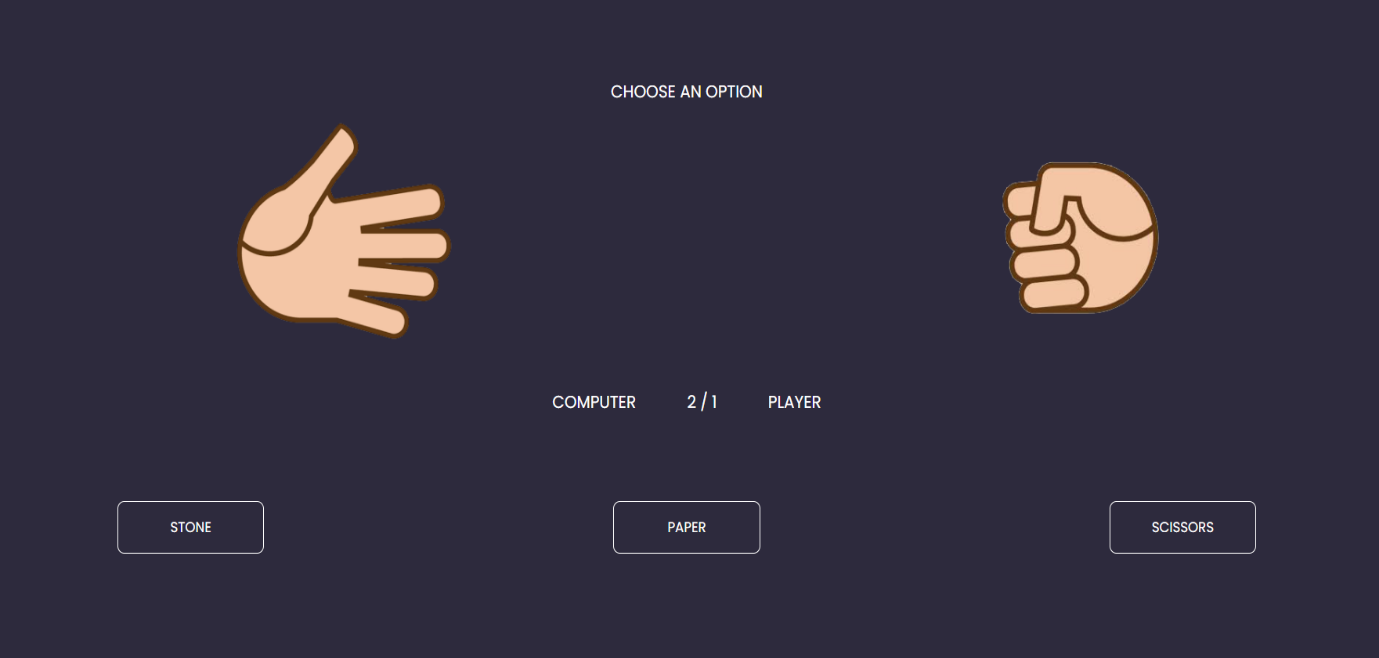 CHOOSE AN OPTION
COMPUTER 2 / 1 PLAYER
STONE PAPER SCISSORS